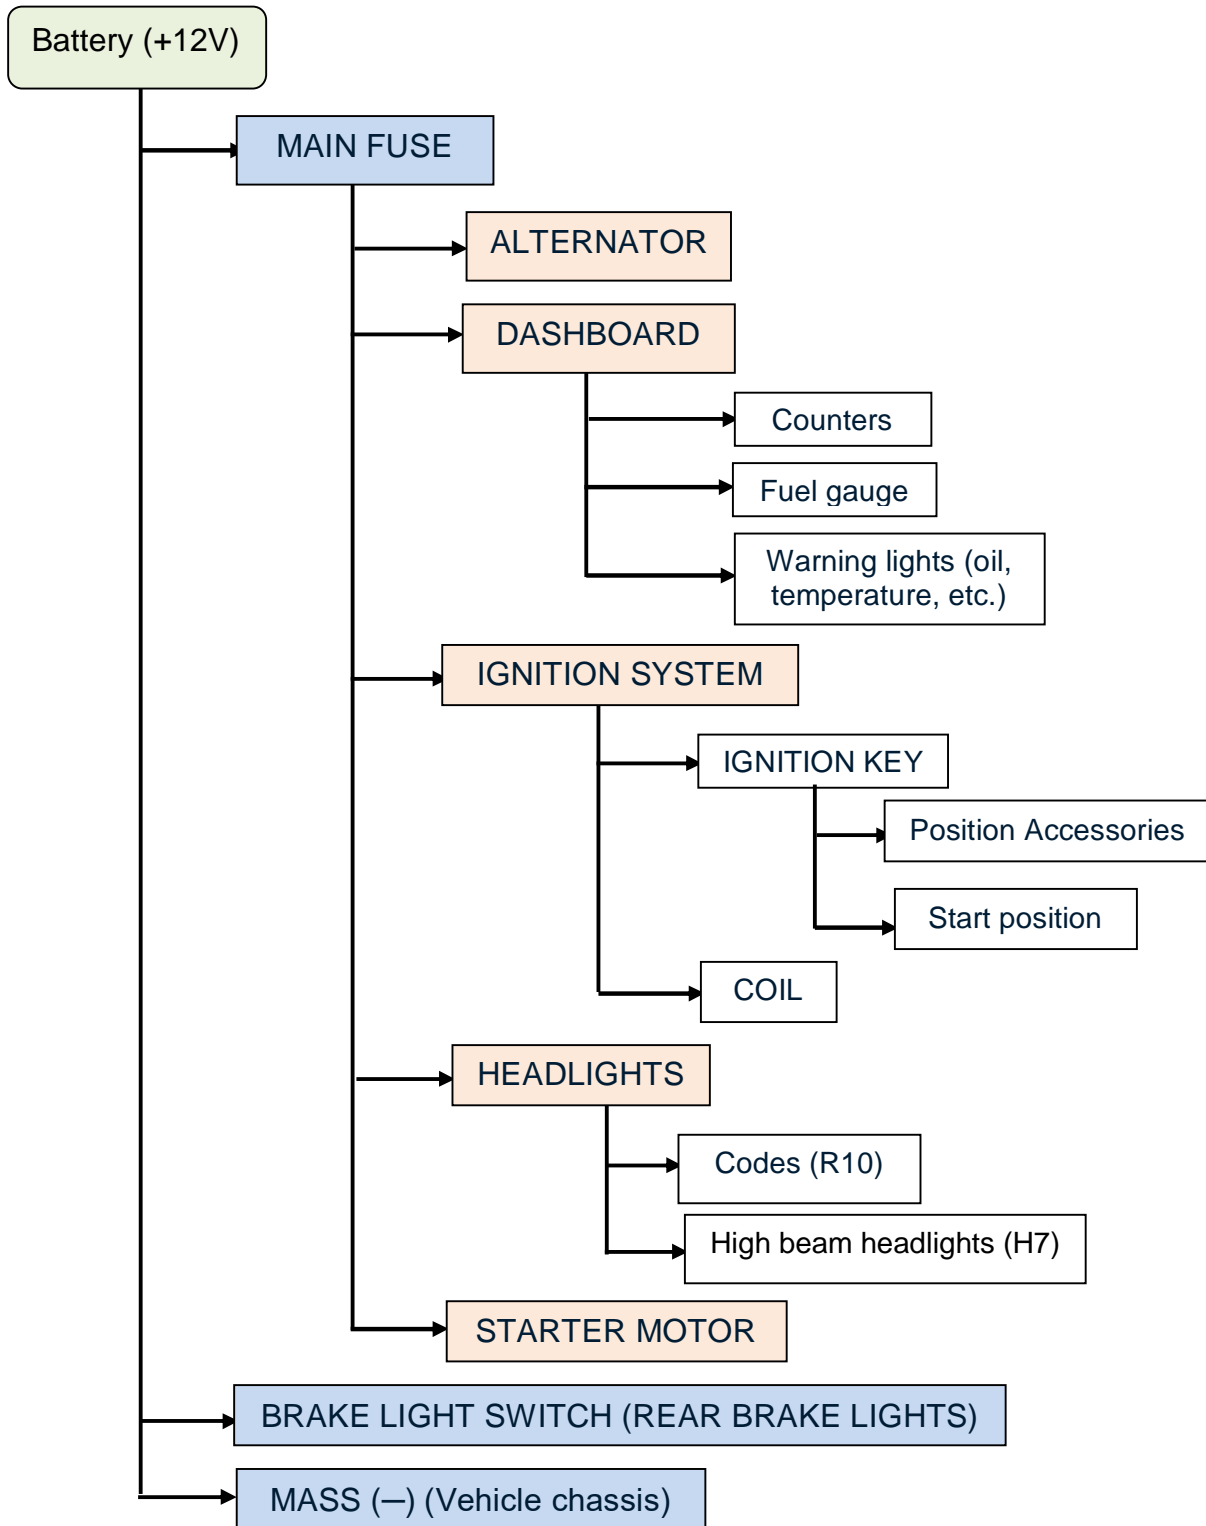 Battery (+12V)
MAIN FUSE
ALTERNATOR
DASHBOARD
Counters
Fuel gauge
Warning lights (oil,
temperature, etc.)
IGNITION SYSTEM
IGNITION KEY
Position Accessories
Start position
COIL
HEADLIGHTS
Codes (R10)
High beam headlights (H7)
STARTER MOTOR
BRAKE LIGHT SWITCH (REAR BRAKE LIGHTS)
MASS (—) (Vehicle chassis)